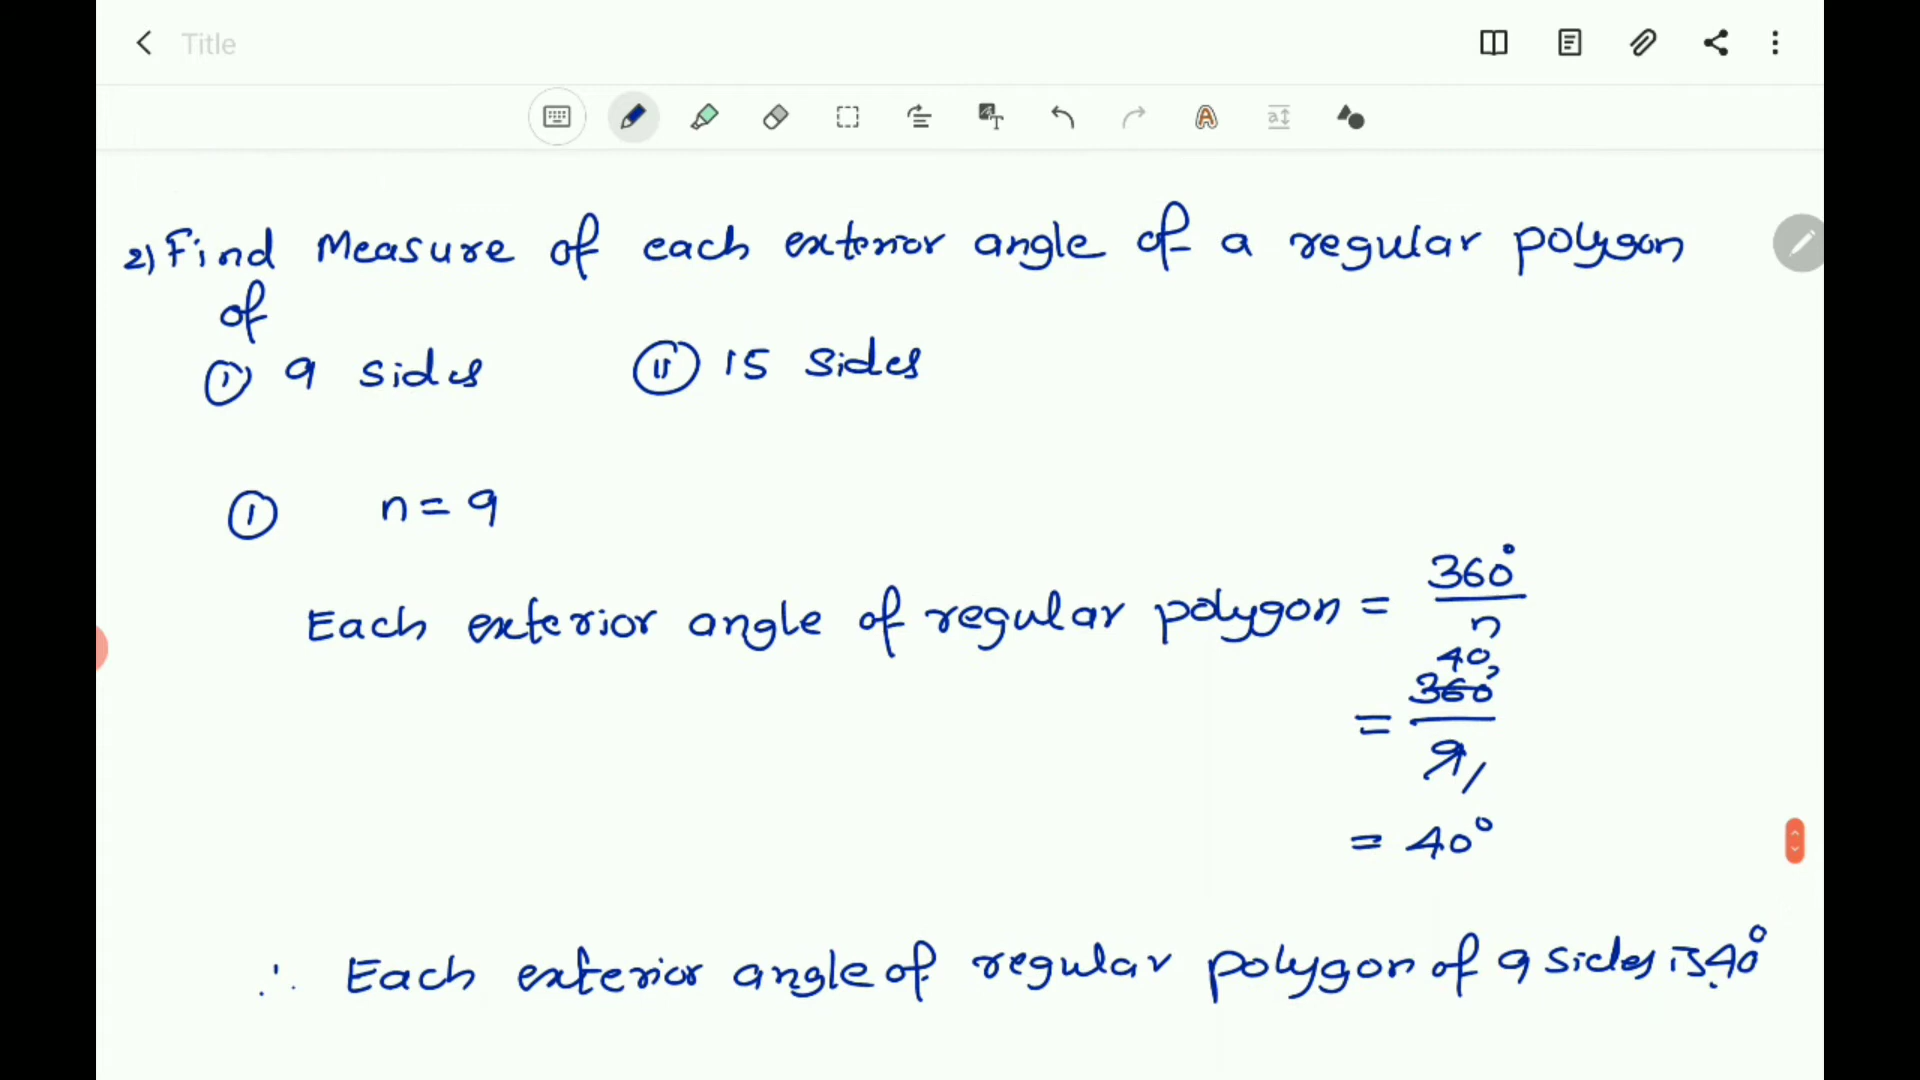 Title
2) Find Measure of each exterior angle of a regular polygon
of
(i) 9 sides (ii) 15 sides
(1) n = 9
Each exterior angle of regular polygon = 360° / n
= 360° / 9 40 1
= 40°
∴ Each exterior angle of regular polygon of 9 sides is 40°